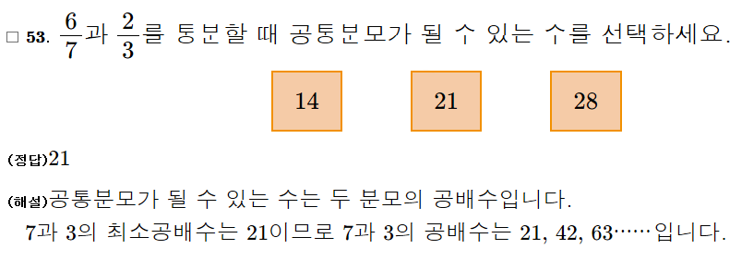 □ 53. 6/7과 2/3를 통분할 때 공통분모가 될 수 있는 수를 선택하세요.
14 21 28
(정답)21
(해설)공통분모가 될 수 있는 수는 두 분모의 공배수입니다.
7과 3의 최소공배수는 21이므로 7과 3의 공배수는 21, 42, 63⋯⋯입니다.